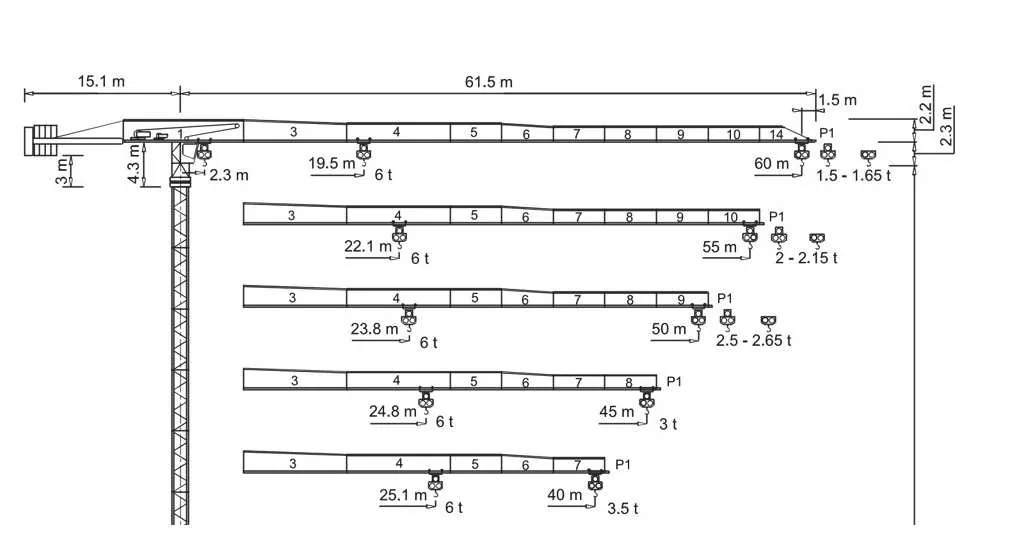 15.1 m 61.5 m
1.5 m
2.2 m
2.3 m
1 3 4 5 6 7 8 9 10 14 P1
3 m
4.3 m
2.3 m
19.5 m
6 t
60 m
1.5 - 1.65 t
3 4 5 6 7 8 9 10 P1
22.1 m
6 t
55 m
2 - 2.15 t
3 4 5 6 7 8 9 P1
23.8 m
6 t
50 m
2.5 - 2.65 t
3 4 5 6 7 8 P1
24.8 m
6 t
45 m
3 t
3 4 5 6 7 P1
25.1 m
6 t
40 m
3.5 t